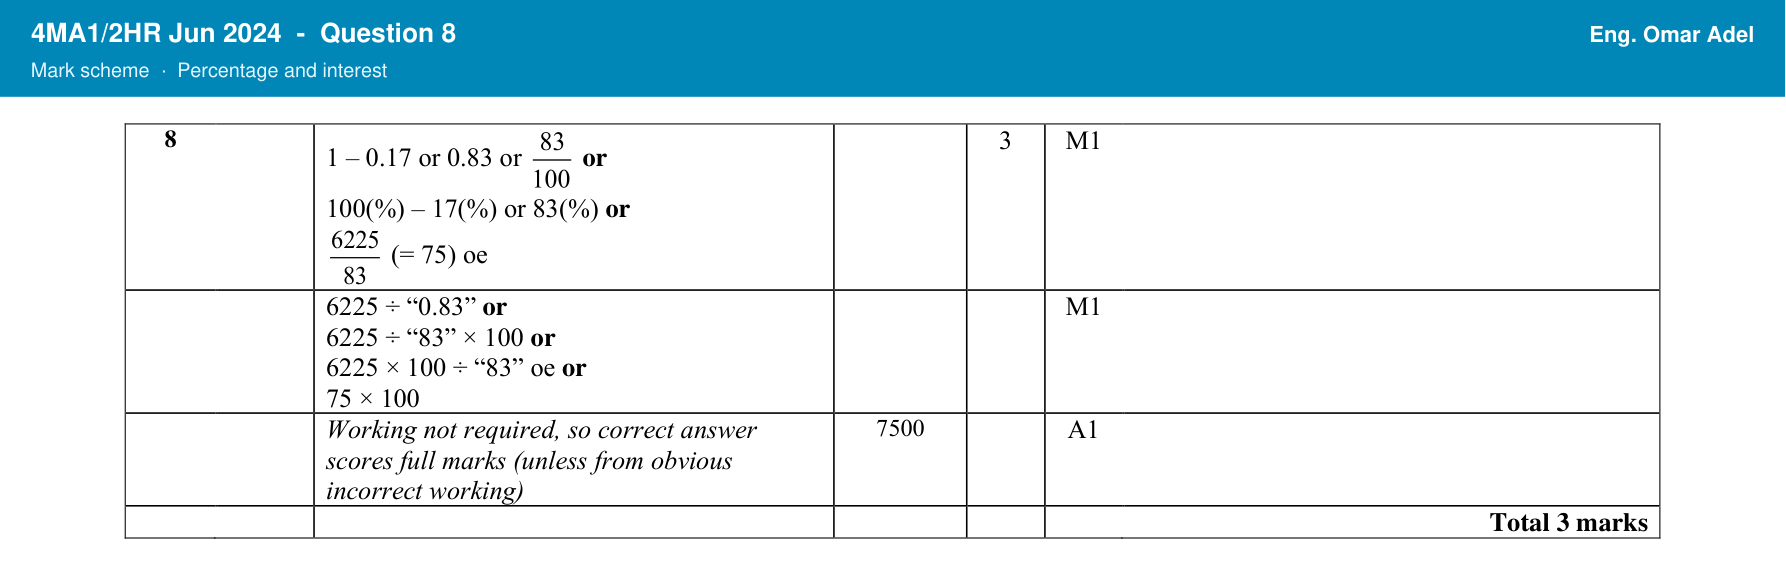 4MA1/2HR Jun 2024 - Question 8
Eng. Omar Adel
Mark scheme · Percentage and interest
8
1 – 0.17 or 0.83 or 83/100 or
3
M1
100(%) – 17(%) or 83(%) or
6225/83 (= 75) oe
6225 ÷ “0.83” or
M1
6225 ÷ “83” × 100 or
6225 × 100 ÷ “83” oe or
75 × 100
Working not required, so correct answer
7500
A1
scores full marks (unless from obvious
incorrect working)
Total 3 marks